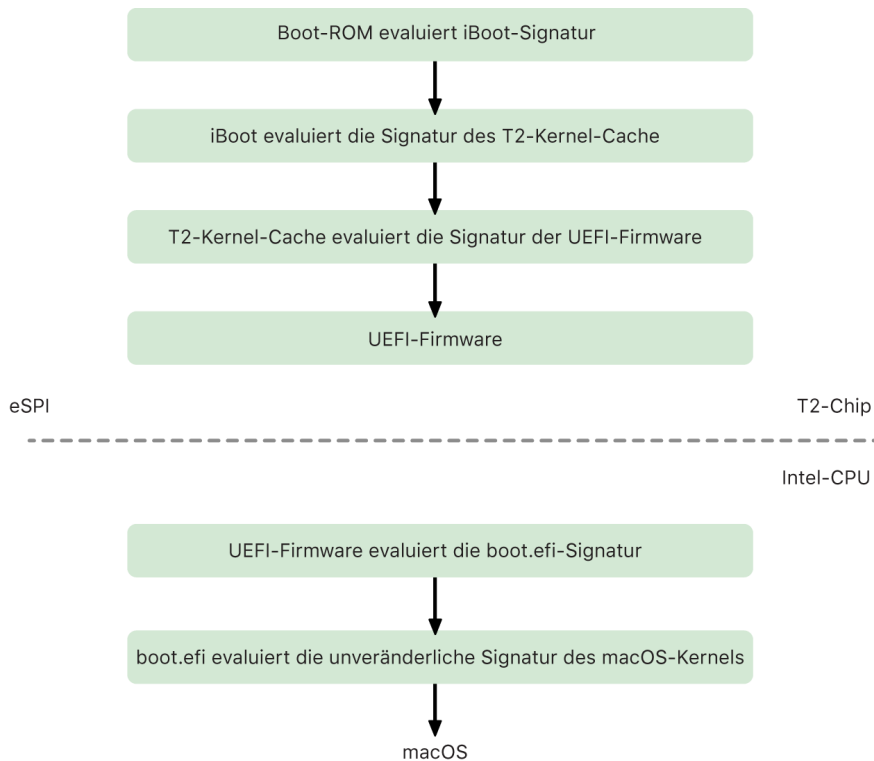 Boot-ROM evaluiert iBoot-Signatur
iBoot evaluiert die Signatur des T2-Kernel-Cache
T2-Kernel-Cache evaluiert die Signatur der UEFI-Firmware
UEFI-Firmware
eSPI
T2-Chip
Intel-CPU
UEFI-Firmware evaluiert die boot.efi-Signatur
boot.efi evaluiert die unveränderliche Signatur des macOS-Kernels
macOS